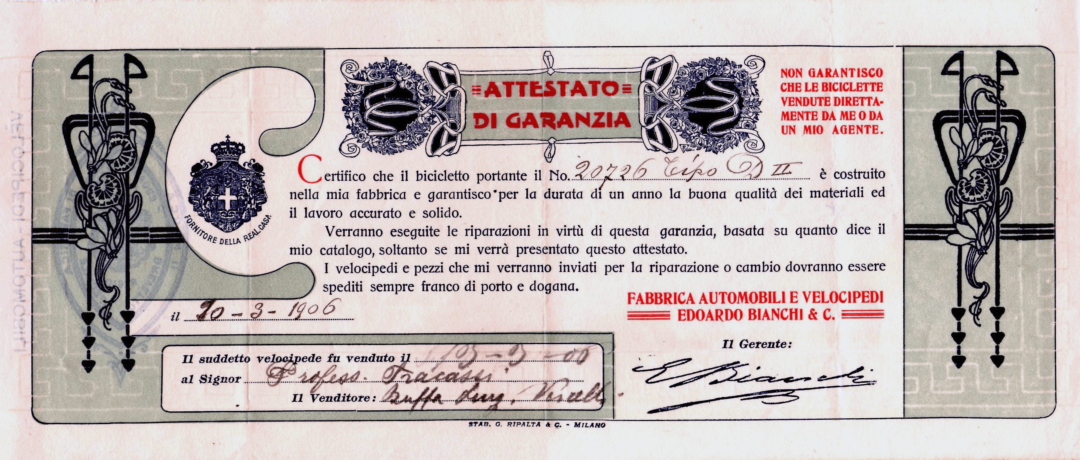 ATTESTATO
DI GARANZIA
NON GARANTISCO
CHE LE BICICLETTE
VENDUTE DIRETTA-
MENTE DA ME O DA
UN MIO AGENTE.
Certifico che il bicicletto portante il No. 20726 Tipo D II è costruito
nella mia fabbrica e garantisco per la durata di un anno la buona qualità dei materiali ed
il lavoro accurato e solido.
Verranno eseguite le riparazioni in virtù di questa garanzia, basata su quanto dice il
mio catalogo, soltanto se mi verrà presentato questo attestato.
I velocipedi e pezzi che mi verranno inviati per la riparazione o cambio dovranno essere
spediti sempre franco di porto e dogana.
FORNITORE DELLA REAL CASA
il 10-3-1906
FABBRICA AUTOMOBILI E VELOCIPEDI
EDOARDO BIANCHI & C.
Il Gerente:
E Bianchi
Il suddetto velocipede fu venduto il
al Signor Profess. Fracassi
Il Venditore: Buffa Luig. Vercelli
STAB. G. RIPALTA & C. - MILANO
VELOCIPEDI - AUTOMOBILI